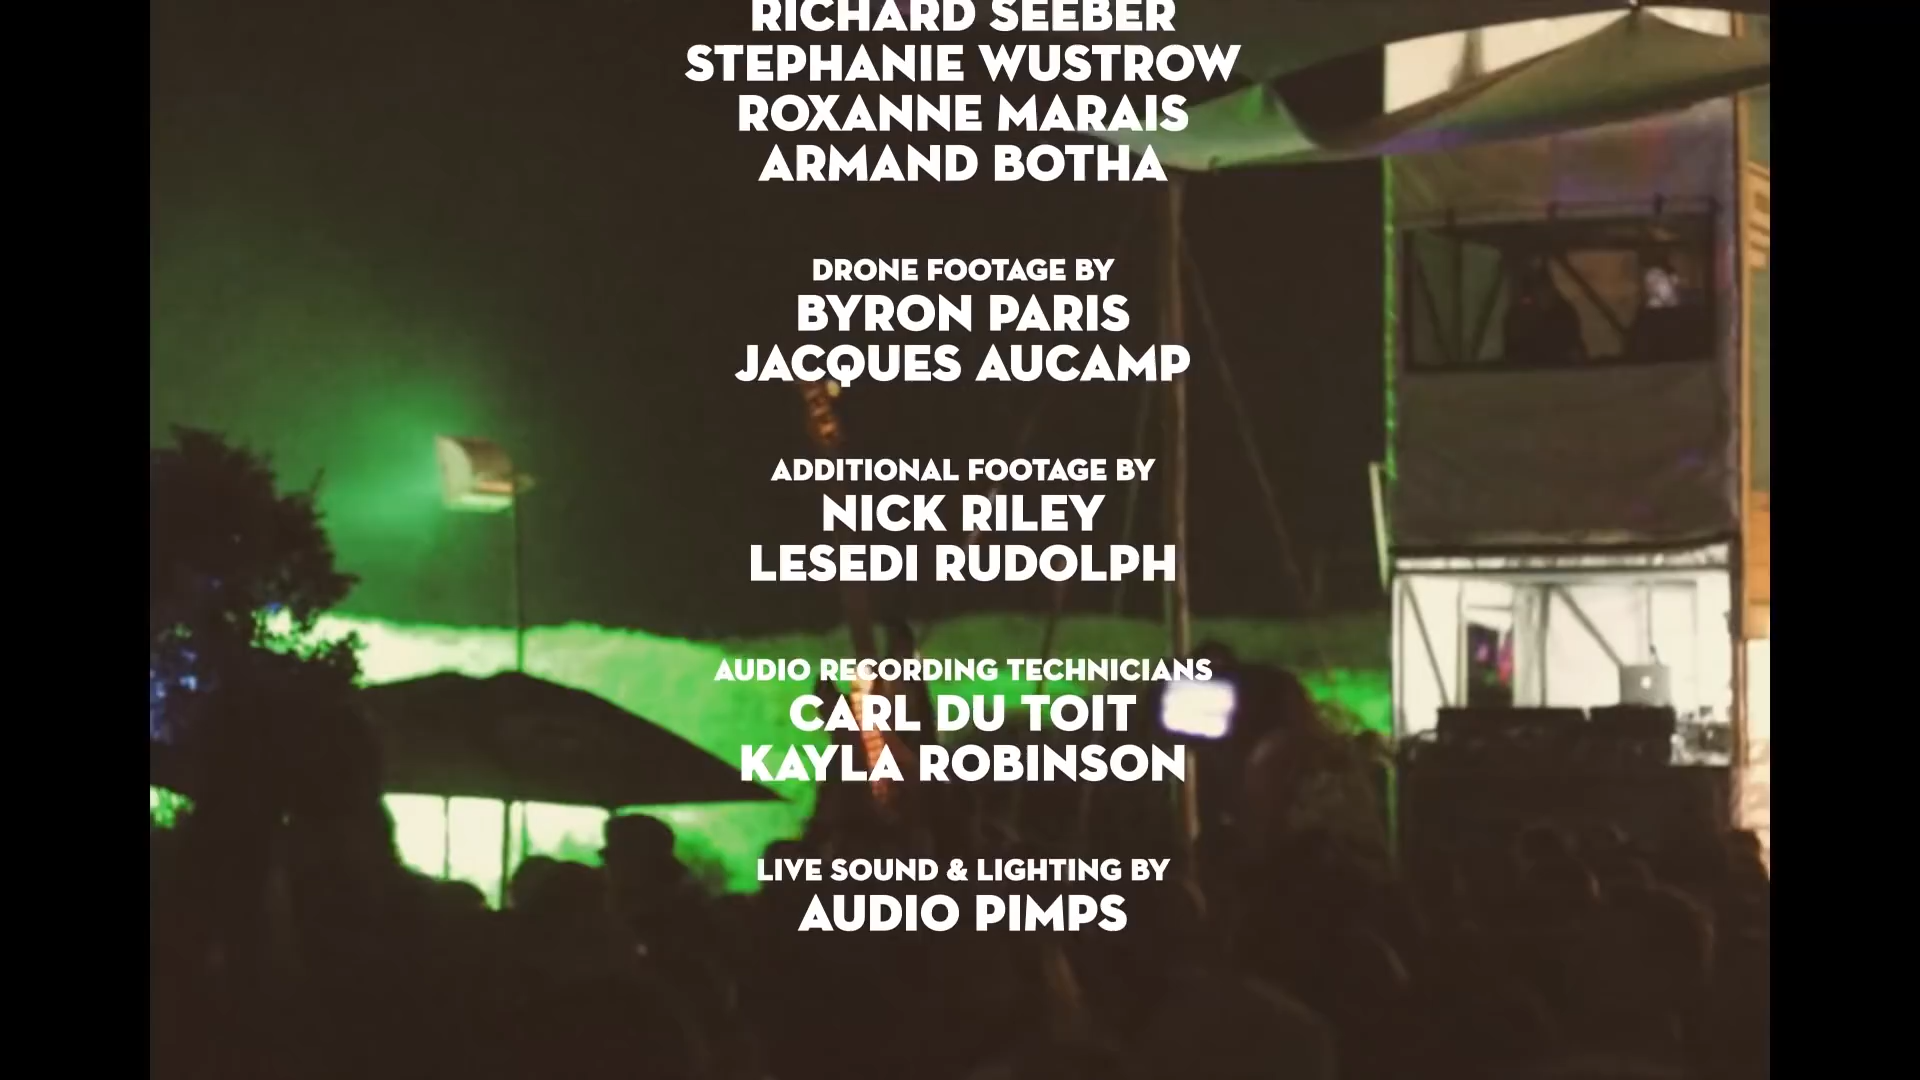 RICHARD SEEBER
STEPHANIE WUSTROW
ROXANNE MARAIS
ARMAND BOTHA
DRONE FOOTAGE BY
BYRON PARIS
JACQUES AUCAMP
ADDITIONAL FOOTAGE BY
NICK RILEY
LESEDI RUDOLPH
AUDIO RECORDING TECHNICIANS
CARL DU TOIT
KAYLA ROBINSON
LIVE SOUND & LIGHTING BY
AUDIO PIMPS